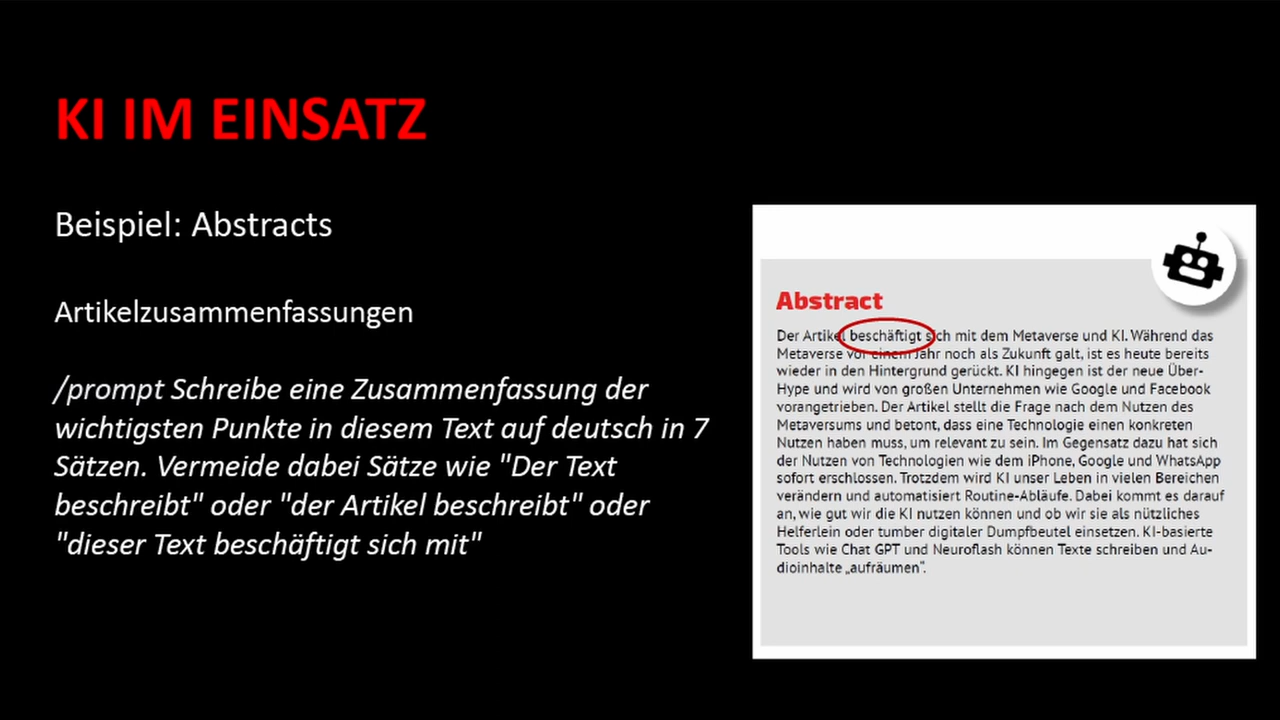 KI IM EINSATZ
Beispiel: Abstracts
Artikelzusammenfassungen
/prompt Schreibe eine Zusammenfassung der
wichtigsten Punkte in diesem Text auf deutsch in 7
Sätzen. Vermeide dabei Sätze wie "Der Text
beschreibt" oder "der Artikel beschreibt" oder
"dieser Text beschäftigt sich mit"
Abstract
Der Artikel beschäftigt sich mit dem Metaverse und KI. Während das
Metaverse vor einem Jahr noch als Zukunft galt, ist es heute bereits
wieder in den Hintergrund gerückt. KI hingegen ist der neue Über-
Hype und wird von großen Unternehmen wie Google und Facebook
vorangetrieben. Der Artikel stellt die Frage nach dem Nutzen des
Metaversums und betont, dass eine Technologie einen konkreten
Nutzen haben muss, um relevant zu sein. Im Gegensatz dazu hat sich
der Nutzen von Technologien wie dem iPhone, Google und WhatsApp
sofort erschlossen. Trotzdem wird KI unser Leben in vielen Bereichen
verändern und automatisiert Routine-Abläufe. Dabei kommt es darauf
an, wie gut wir die KI nutzen können und ob wir sie als nützliches
Helferlein oder tumber digitaler Dumpfbeutel einsetzen. KI-basierte
Tools wie Chat GPT und Neuroflash können Texte schreiben und Au-
dioinhalte „aufräumen“.